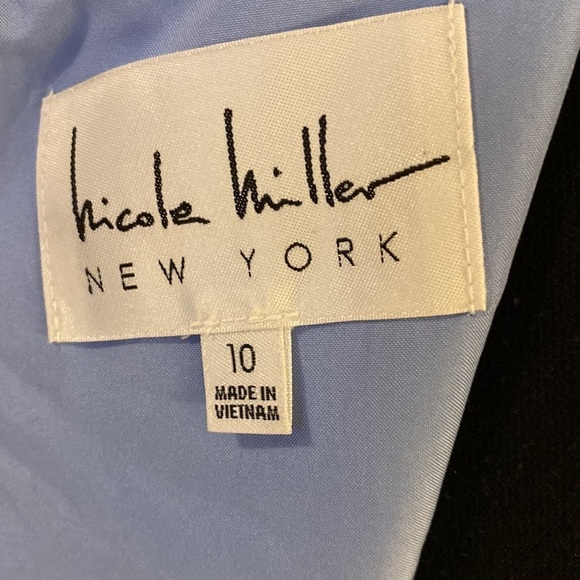 Nicole Miller
NEW YORK
10
MADE IN
VIETNAM